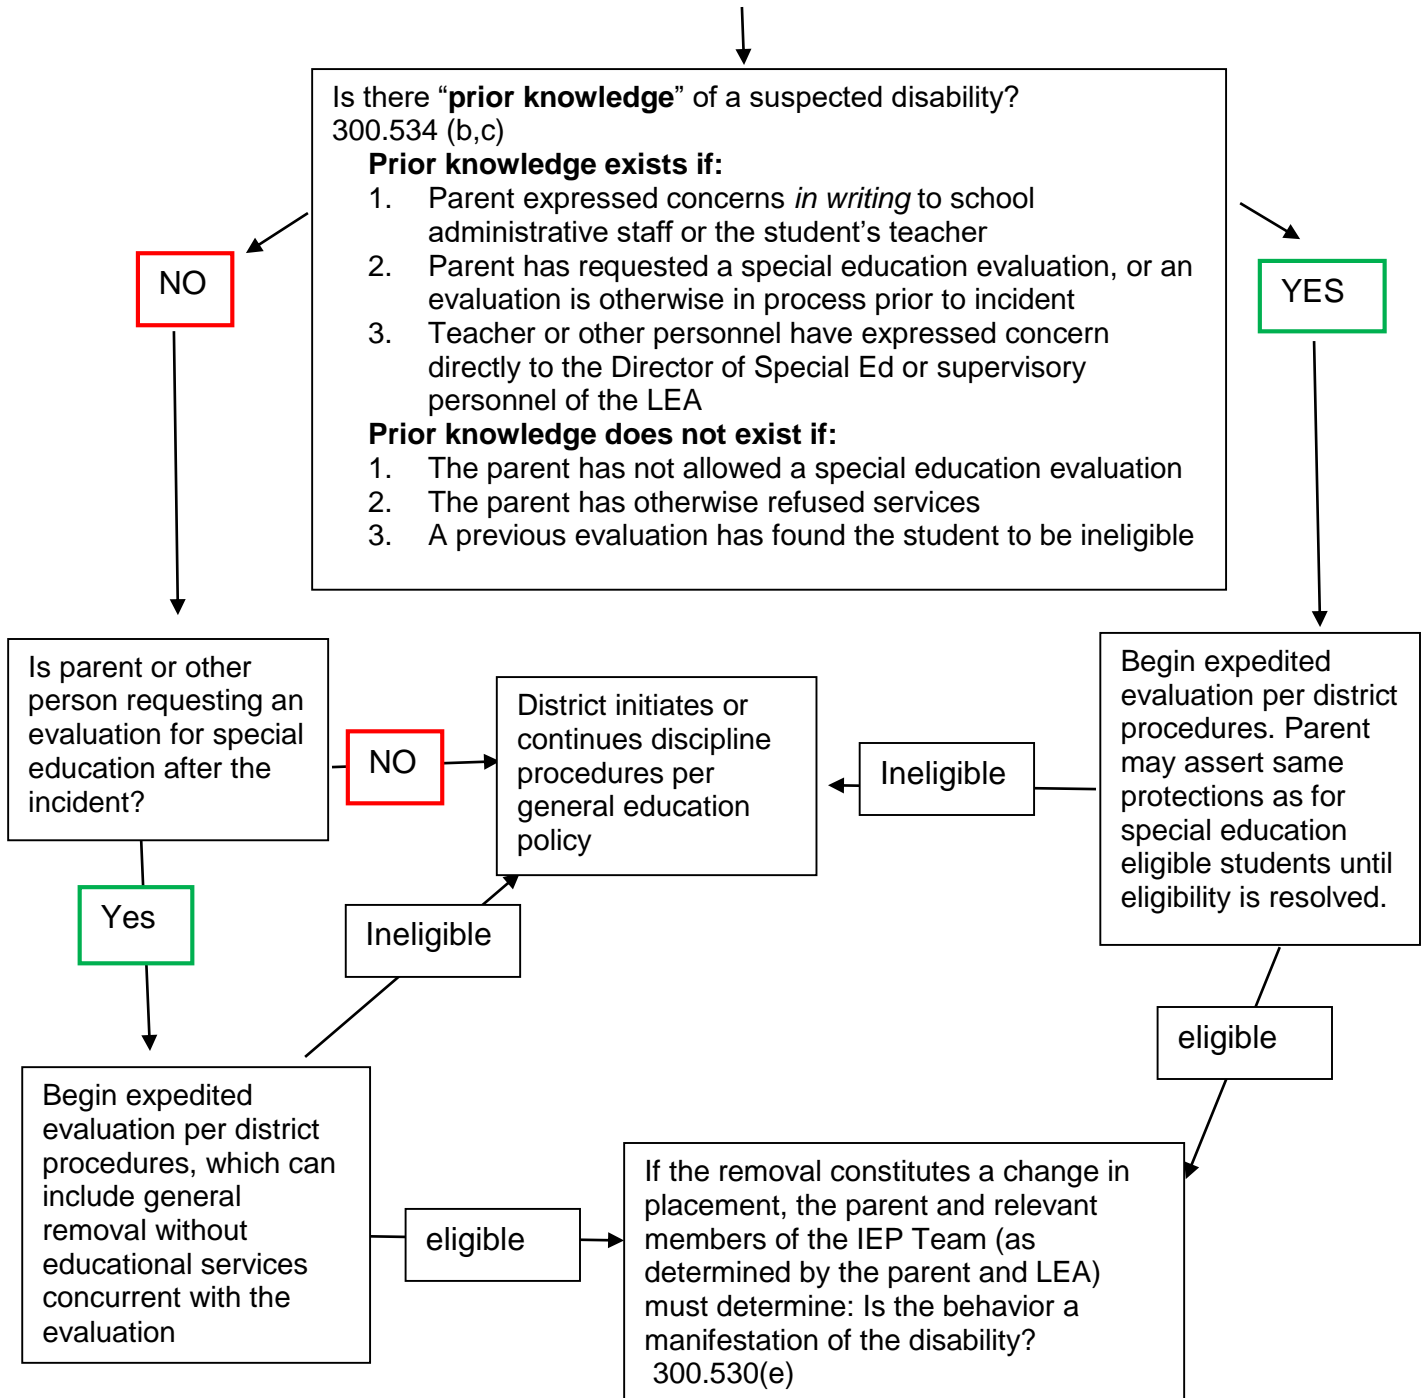 Is there “prior knowledge” of a suspected disability?
300.534 (b,c)
Prior knowledge exists if:
1. Parent expressed concerns in writing to school
administrative staff or the student’s teacher
2. Parent has requested a special education evaluation, or an
evaluation is otherwise in process prior to incident
3. Teacher or other personnel have expressed concern
directly to the Director of Special Ed or supervisory
personnel of the LEA
Prior knowledge does not exist if:
1. The parent has not allowed a special education evaluation
2. The parent has otherwise refused services
3. A previous evaluation has found the student to be ineligible
NO
YES
Is parent or other
person requesting an
evaluation for special
education after the
incident?
NO
District initiates or
continues discipline
procedures per
general education
policy
Ineligible
Begin expedited
evaluation per district
procedures. Parent
may assert same
protections as for
special education
eligible students until
eligibility is resolved.
Yes
Ineligible
eligible
Begin expedited
evaluation per district
procedures, which can
include general
removal without
educational services
concurrent with the
evaluation
eligible
If the removal constitutes a change in
placement, the parent and relevant
members of the IEP Team (as
determined by the parent and LEA)
must determine: Is the behavior a
manifestation of the disability?
300.530(e)